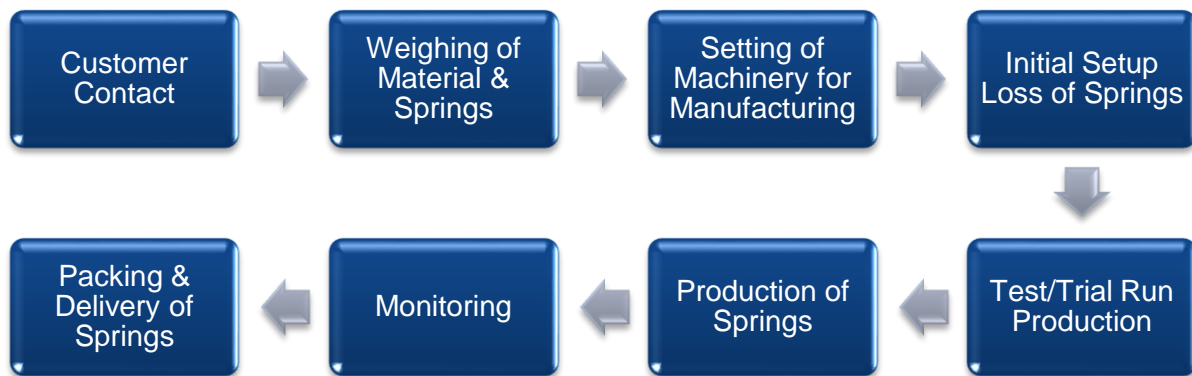 Customer
Contact
Weighing of
Material &
Springs
Setting of
Machinery for
Manufacturing
Initial Setup
Loss of Springs
Test/Trial Run
Production
Production of
Springs
Monitoring
Packing &
Delivery of
Springs